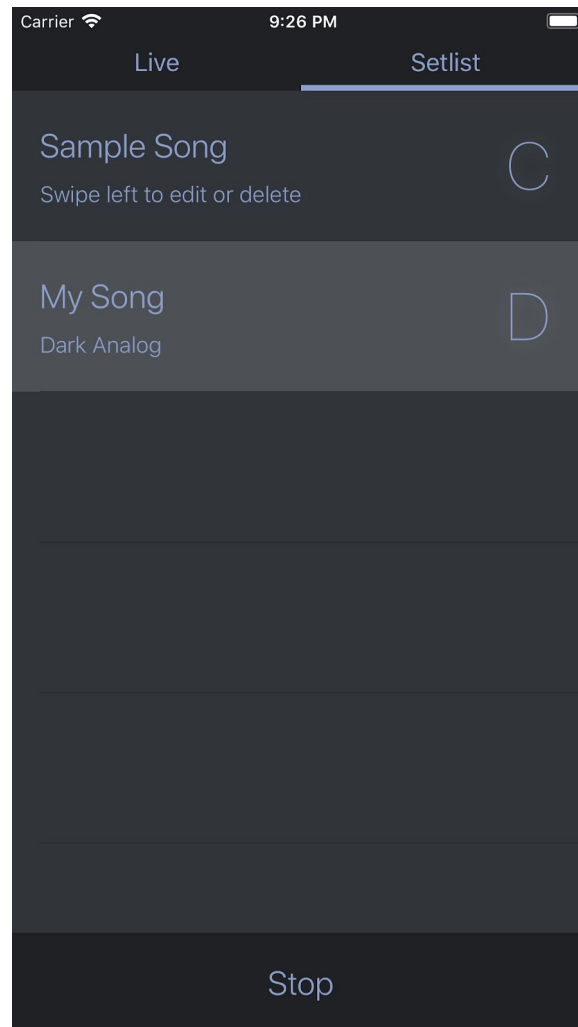 Carrier 9:26 PM
Live Setlist
Sample Song
Swipe left to edit or delete
C
My Song
Dark Analog
D
Stop